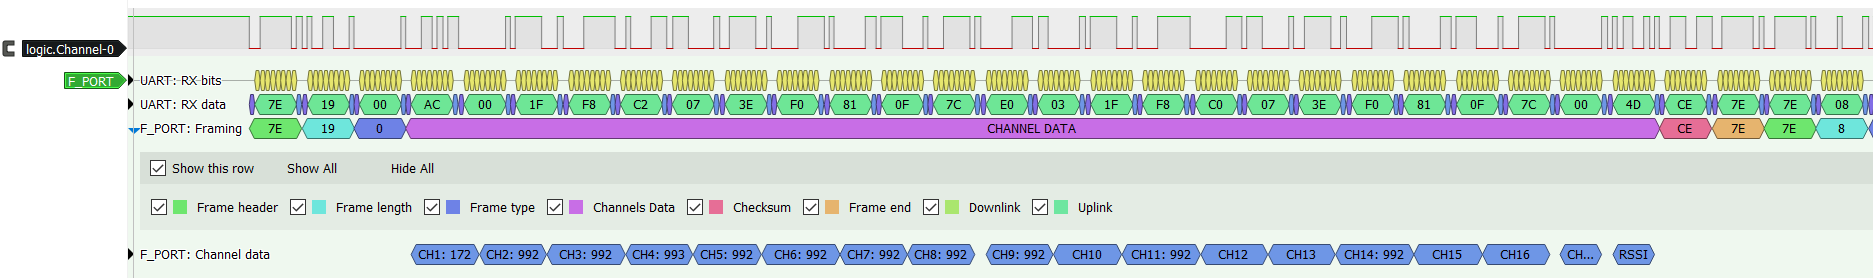 logic.Channel-0
F_PORT
UART: RX bits
UART: RX data 7E 19 00 AC 00 1F F8 C2 07 3E F0 81 0F 7C E0 03 1F F8 C0 07 3E F0 81 0F 7C 00 4D CE 7E 7E 08
F_PORT: Framing 7E 19 0 CHANNEL DATA CE 7E 7E 8
Show this row Show All Hide All
Frame header Frame length Frame type Channels Data Checksum Frame end Downlink Uplink
F_PORT: Channel data CH1: 172 CH2: 992 CH3: 992 CH4: 993 CH5: 992 CH6: 992 CH7: 992 CH8: 992 CH9: 992 CH10 CH11: 992 CH12 CH13 CH14: 992 CH15 CH16 CH... RSSI